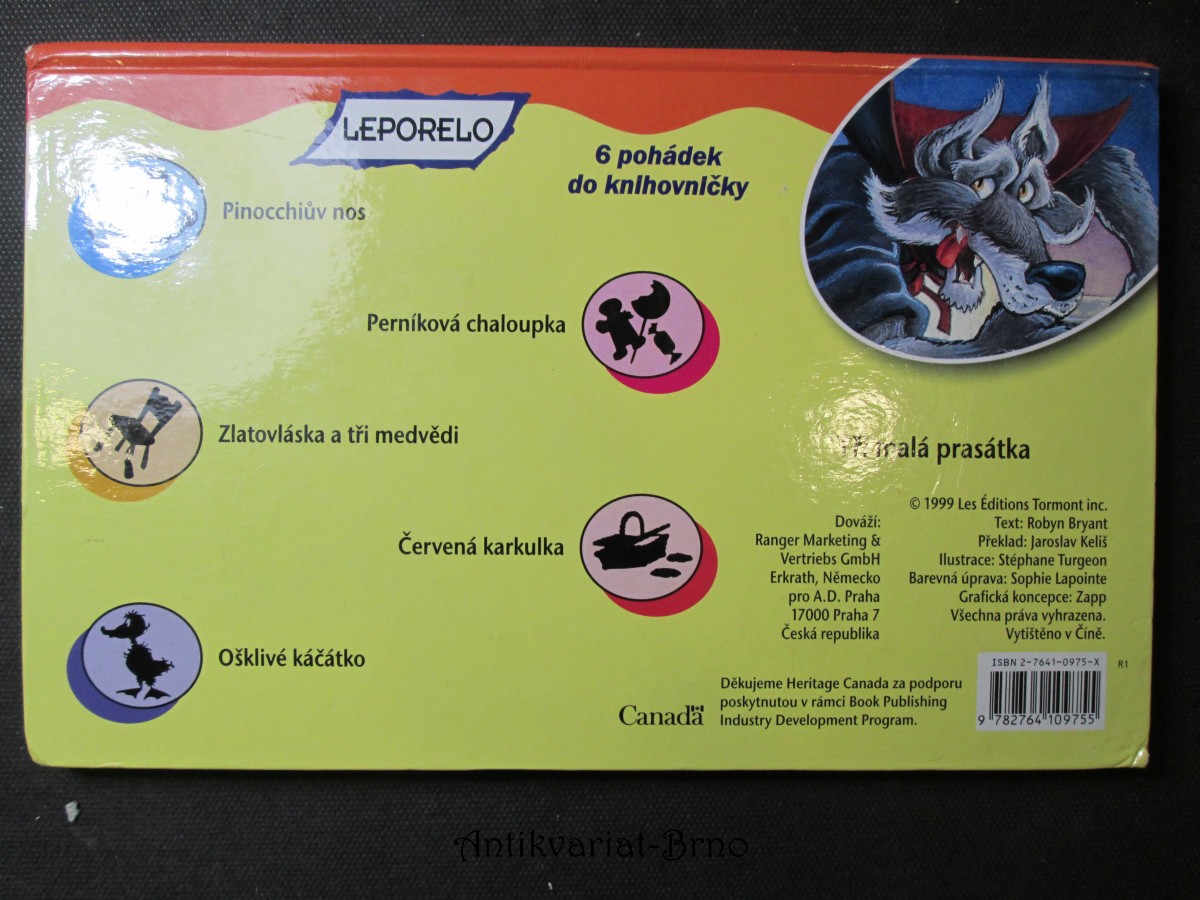 LEPORELO
6 pohádek
do knihovničky
Pinocchiův nos
Perníková chaloupka
Zlatovláska a tři medvědi
malá prasátka
Červená karkulka
Ošklivé káčátko
Dováží:
Ranger Marketing &
Vertriebs GmbH
Erkrath, Německo
pro A.D. Praha
17000 Praha 7
Česká republika
© 1999 Les Éditions Tormont inc.
Text: Robyn Bryant
Překlad: Jaroslav Keliš
Ilustrace: Stéphane Turgeon
Barevná úprava: Sophie Lapointe
Grafická koncepce: Zapp
Všechna práva vyhrazena.
Vytištěno v Číně.
ISBN 2-7641-0975-X
R1
9 782764 109755
Canada
Děkujeme Heritage Canada za podporu
poskytnutou v rámci Book Publishing
Industry Development Program.
Antikvariat-Brno